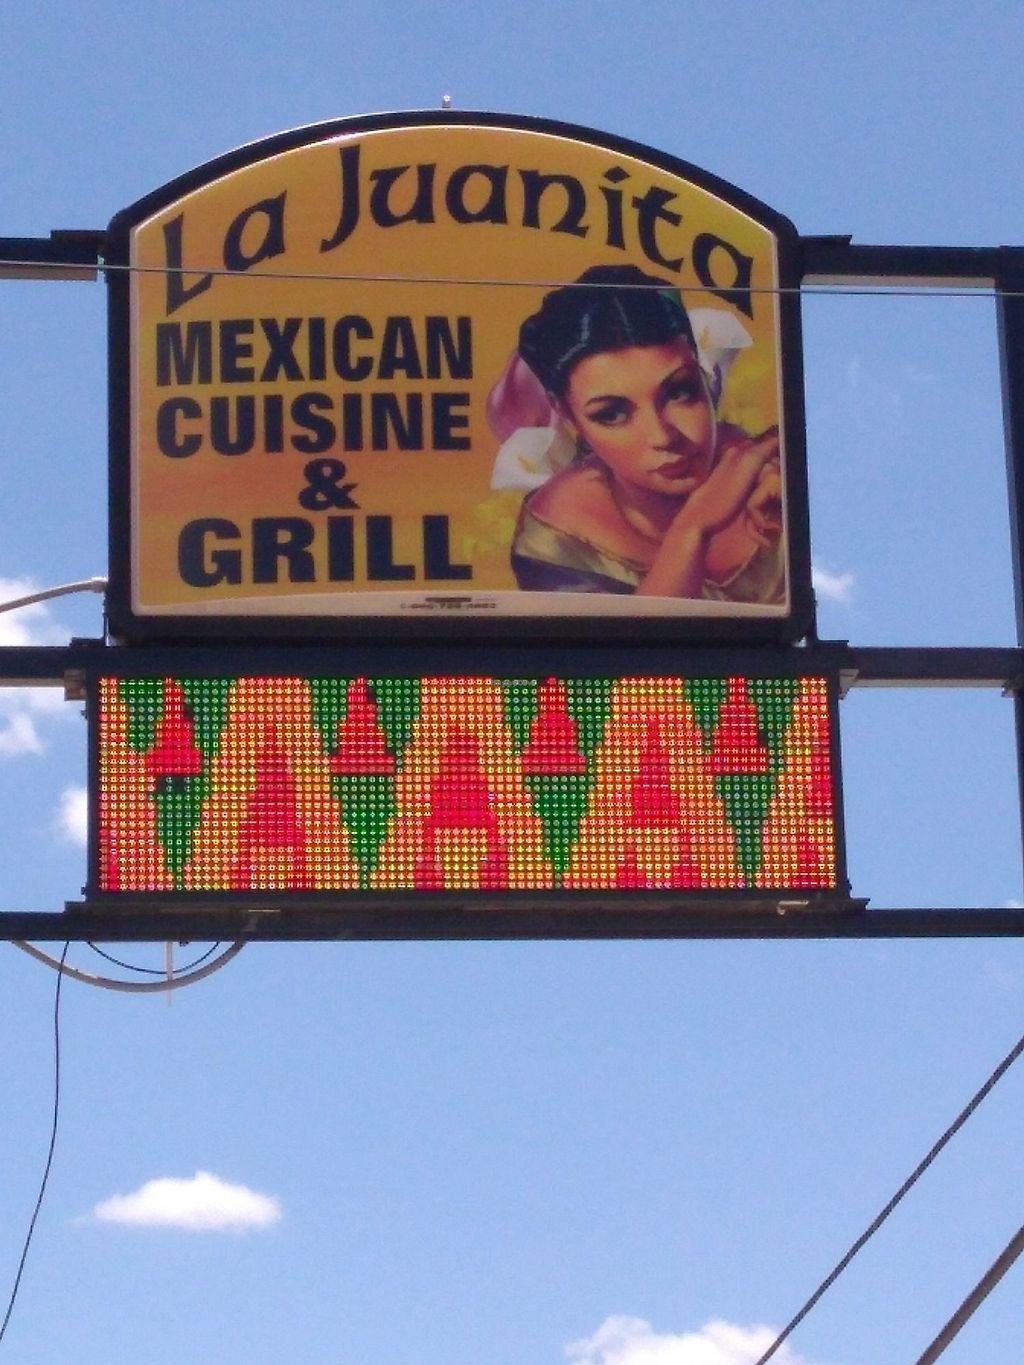 La Juanita
MEXICAN
CUISINE
&
GRILL